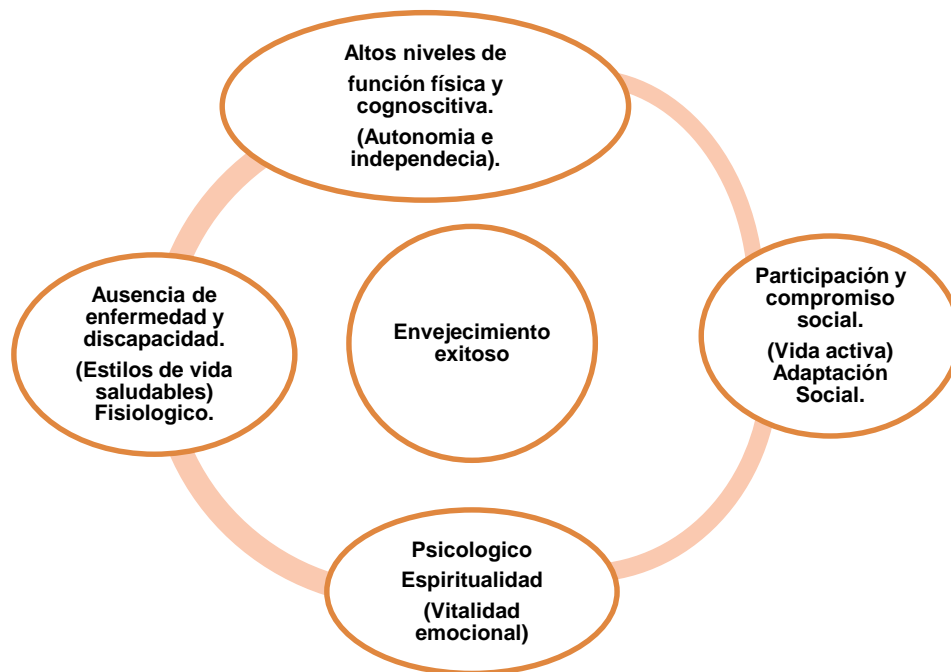 Altos niveles de
función física y
cognoscitiva.
(Autonomia e
independecia).
Participación y
compromiso
social.
(Vida activa)
Adaptación
Social.
Psicologico
Espiritualidad
(Vitalidad
emocional)
Ausencia de
enfermedad y
discapacidad.
(Estilos de vida
saludables)
Fisiologico.
Envejecimiento
exitoso